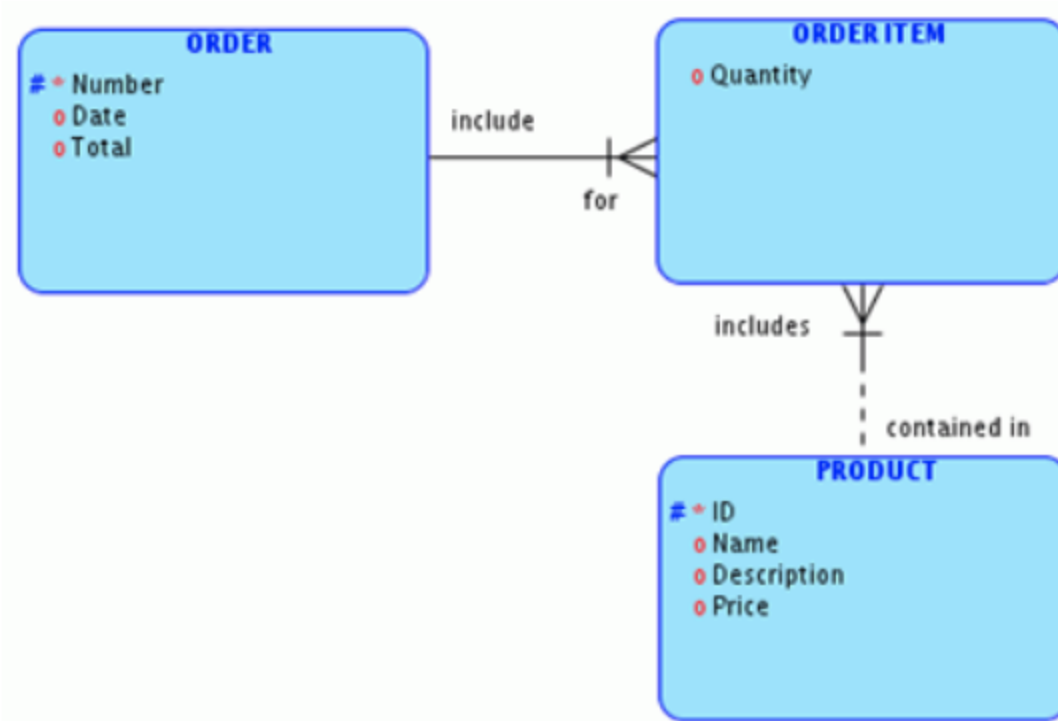 ORDER
# * Number
o Date
o Total
include
for
ORDER ITEM
o Quantity
includes
contained in
PRODUCT
# * ID
o Name
o Description
o Price